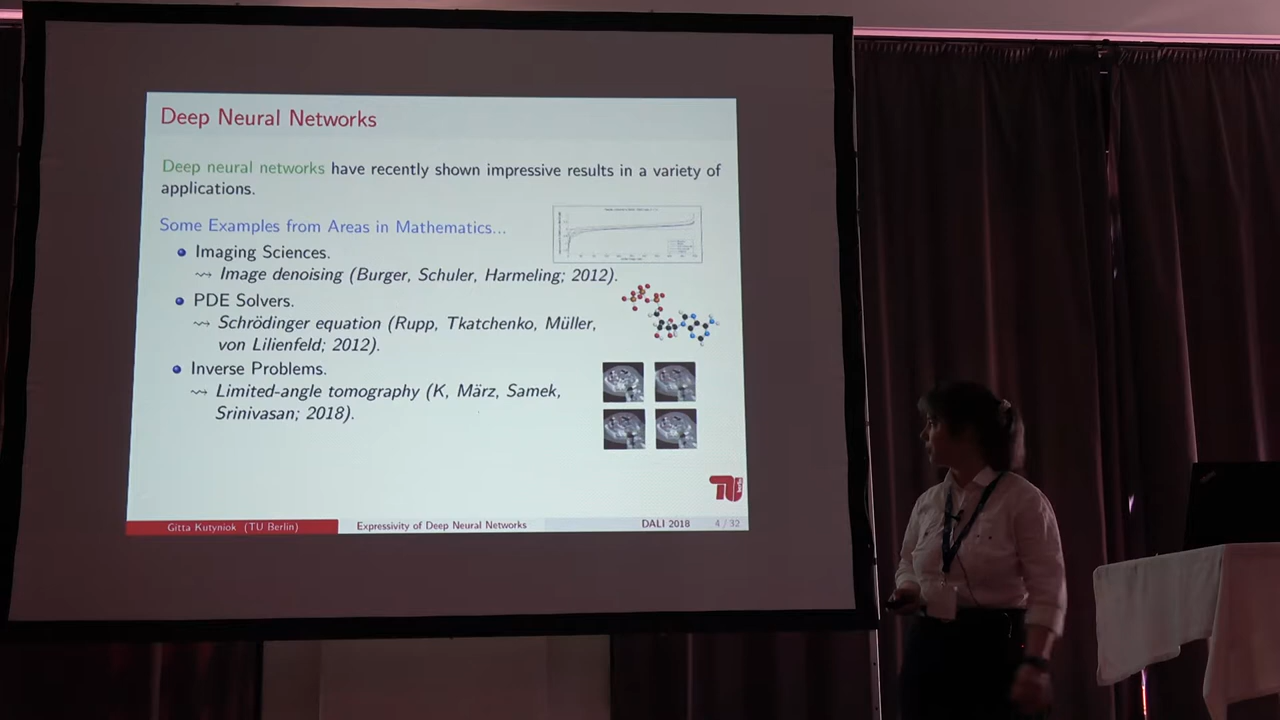 Deep Neural Networks
Deep neural networks have recently shown impressive results in a variety of
applications.
Some Examples from Areas in Mathematics...
Imaging Sciences.
⇝ Image denoising (Burger, Schuler, Harmeling; 2012).
PDE Solvers.
⇝ Schrödinger equation (Rupp, Tkatchenko, Müller,
von Lilienfeld; 2012).
Inverse Problems.
⇝ Limited-angle tomography (K, März, Samek,
Srinivasan; 2018).
Gitta Kutyniok (TU Berlin)
Expressivity of Deep Neural Networks
DALI 2018
4 / 32